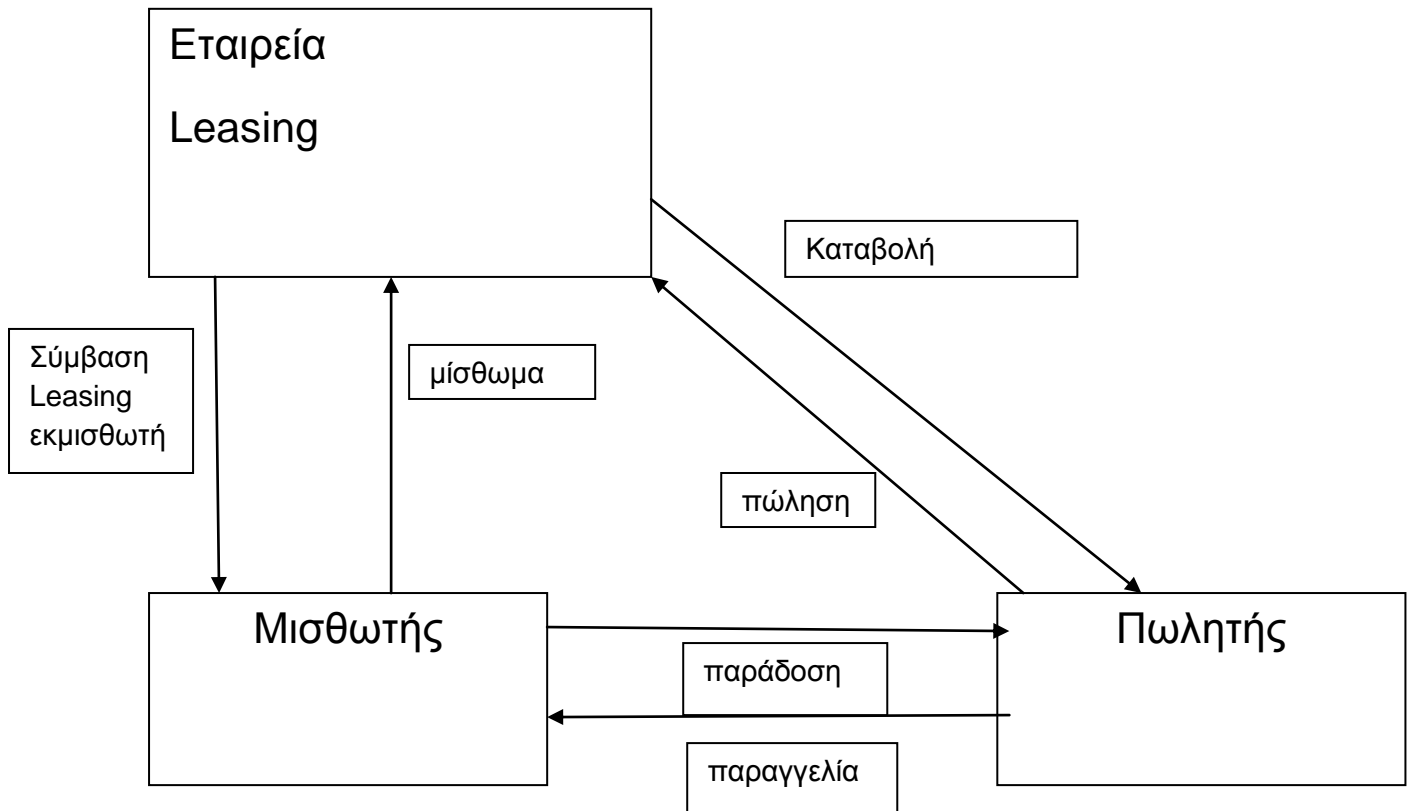 Εταιρεία
Leasing
Καταβολή
Σύμβαση
Leasing
εκμισθωτή
μίσθωμα
πώληση
Μισθωτής
Πωλητής
παράδοση
παραγγελία